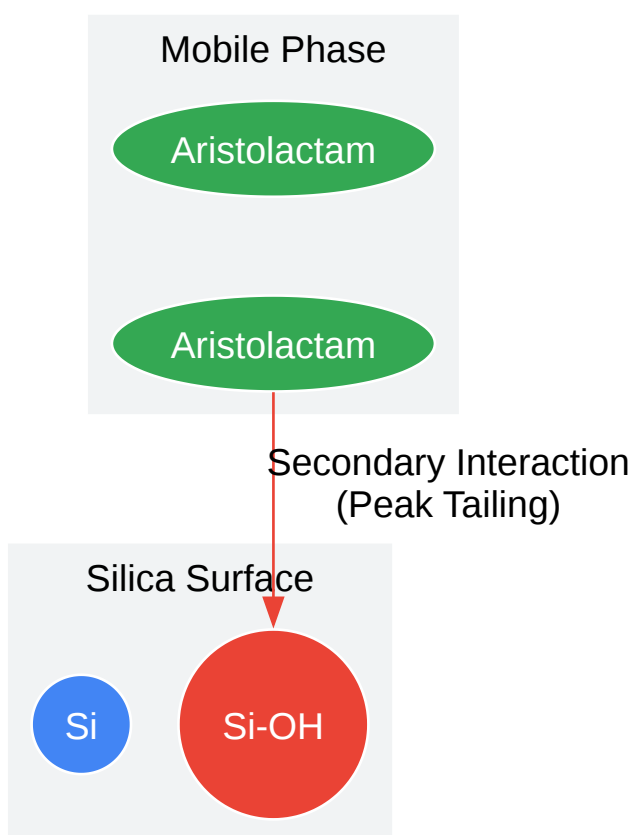 Mobile Phase
Aristolactam
Aristolactam
Secondary Interaction
(Peak Tailing)
Silica Surface
Si
Si-OH